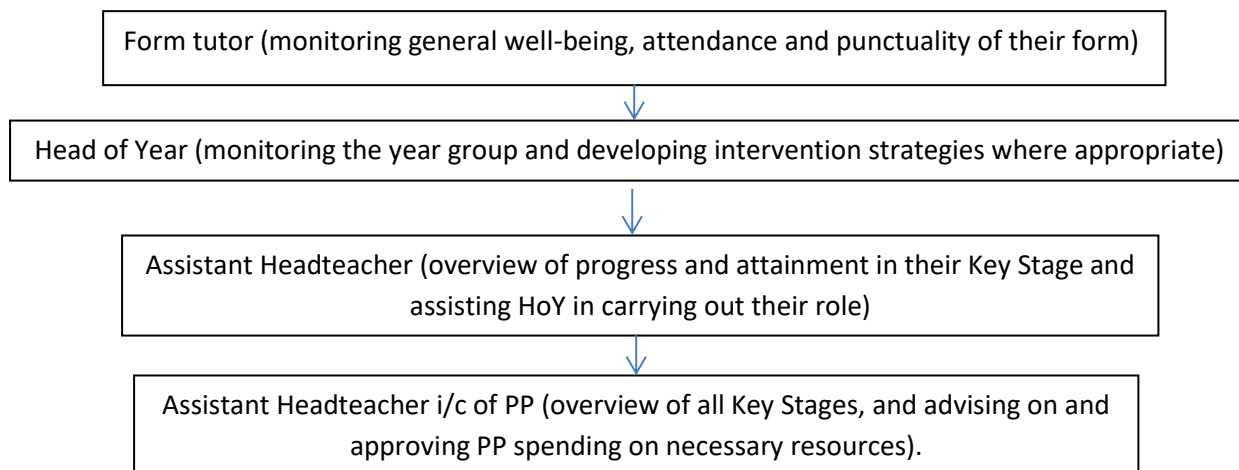 Form tutor (monitoring general well-being, attendance and punctuality of their form)
Head of Year (monitoring the year group and developing intervention strategies where appropriate)
Assistant Headteacher (overview of progress and attainment in their Key Stage and
assisting HoY in carrying out their role)
Assistant Headteacher i/c of PP (overview of all Key Stages, and advising on and
approving PP spending on necessary resources).